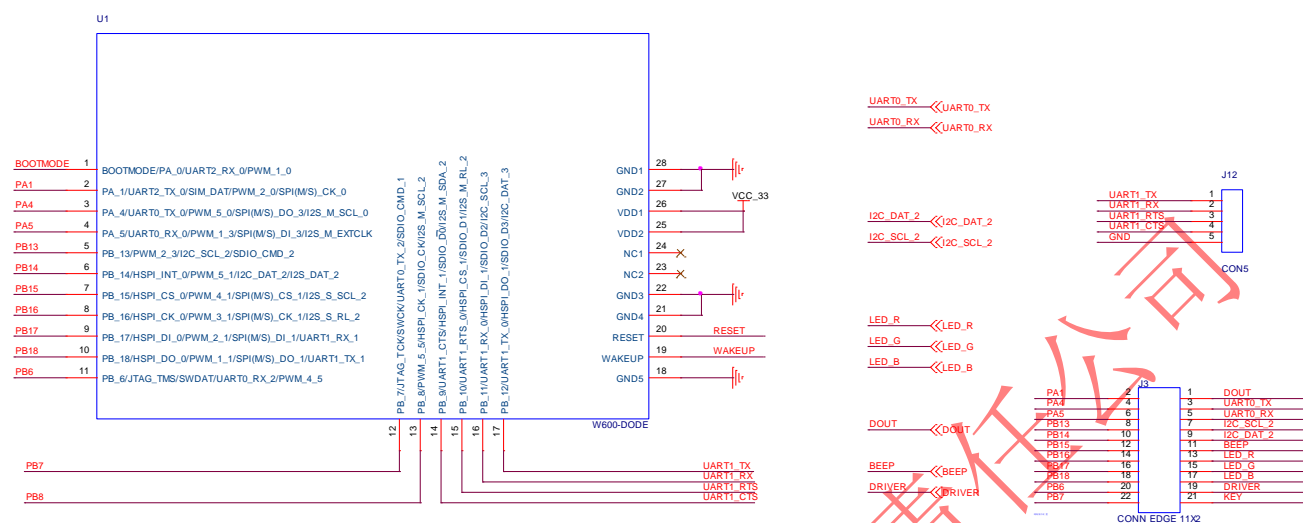 U1
BOOTMODE 1 BOOTMODE/PA_0/UART2_RX_0/PWM_1_0
PA1 2 PA_1/UART2_TX_0/SIM_DAT/PWM_2_0/SPI(M/S)_CK_0
PA4 3 PA_4/UART0_TX_0/PWM_5_0/SPI(M/S)_DO_3/I2S_M_SCL_0
PA5 4 PA_5/UART0_RX_0/PWM_1_3/SPI(M/S)_DI_3/I2S_M_EXTCLK
PB13 5 PB_13/PWM_2_3/I2C_SCL_2/SDIO_CMD_2
PB14 6 PB_14/HSPI_INT_0/PWM_5_1/I2C_DAT_2/I2S_DAT_2
PB15 7 PB_15/HSPI_CS_0/PWM_4_1/SPI(M/S)_CS_1/I2S_S_SCL_2
PB16 8 PB_16/HSPI_CK_0/PWM_3_1/SPI(M/S)_CK_1/I2S_S_RL_2
PB17 9 PB_17/HSPI_DI_0/PWM_2_1/SPI(M/S)_DI_1/UART1_RX_1
PB18 10 PB_18/HSPI_DO_0/PWM_1_1/SPI(M/S)_DO_1/UART1_TX_1
PB6 11 PB_6/JTAG_TMS/SWDAT/UART0_RX_2/PWM_4_5
PB_7/JTAG_TCK/SWCK/UART0_TX_2/SDIO_CMD_1 12
PB_8/PWM_5_5/HSPI_CK_1/SDIO_CK/I2S_M_SCL_2 13
PB_9/UART1_CTS/HSPI_INT_1/SDIO_D0/I2S_M_SDA_2 14
PB_10/UART1_RTS_0/HSPI_CS_1/SDIO_D1/I2S_M_RL_2 15
PB_11/UART1_RX_0/HSPI_DI_1/SDIO_D2/I2C_SCL_3 16
PB_12/UART1_TX_0/HSPI_DO_1/SDIO_D3/I2C_DAT_3 17
GND1 28
GND2 27
VDD1 26
VCC_33
VDD2 25
NC1 24
NC2 23
GND3 22
GND4 21
RESET 20 RESET
WAKEUP 19 WAKEUP
GND5 18
W600-DODE
PB7
PB8
UART1_TX
UART1_RX
UART1_RTS
UART1_CTS
UART0_TX UART0_TX
UART0_RX UART0_RX
I2C_DAT_2 I2C_DAT_2
I2C_SCL_2 I2C_SCL_2
LED_R LED_R
LED_G LED_G
LED_B LED_B
DOUT DOUT
BEEP BEEP
DRIVER DRIVER
J12
UART1_TX 1
UART1_RX 2
UART1_RTS 3
UART1_CTS 4
GND 5
CON5
J3
PA1 2 1 DOUT
PA4 4 3 UART0_TX
PA5 6 5 UART0_RX
PB13 8 7 I2C_SCL_2
PB14 10 9 I2C_DAT_2
PB15 12 11 BEEP
PB16 14 13 LED_R
PB17 16 15 LED_G
PB18 18 17 LED_B
PB6 20 19 DRIVER
PB7 22 21 KEY
CONN EDGE 11X2
责任公司